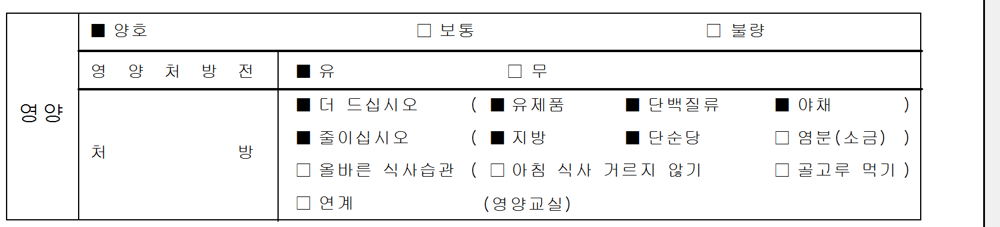 ■ 양호 □ 보통 □ 불량
영 양 처 방 전 ■ 유 □ 무
영양
처 방
■ 더 드십시오 ( ■ 유제품 ■ 단백질류 ■ 야채 )
■ 줄이십시오 ( ■ 지방 ■ 단순당 □ 염분(소금) )
□ 올바른 식사습관 ( □ 아침 식사 거르지 않기 □ 골고루 먹기 )
□ 연계 (영양교실)